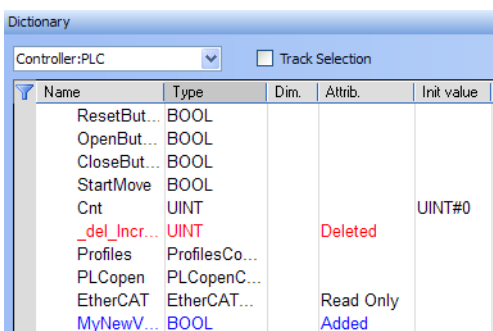 Dictionary
Controller:PLC Track Selection
Name Type Dim. Attrib. Init value
ResetBut... BOOL
OpenBut... BOOL
CloseBut... BOOL
StartMove BOOL
Cnt UINT UINT#0
_del_Incr... UINT Deleted
Profiles ProfilesCo...
PLCopen PLCopenC...
EtherCAT EtherCAT... Read Only
MyNewV... BOOL Added